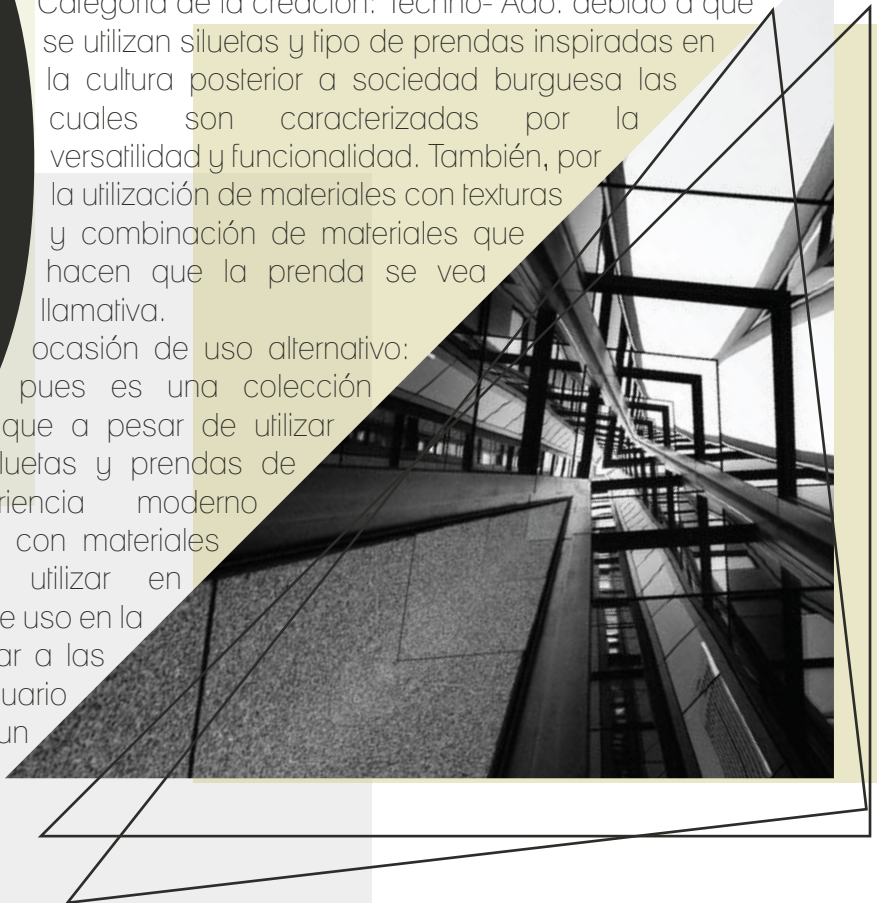 Categoría de la creación: Techno- Ado: debido a que
se utilizan siluetas y tipo de prendas inspiradas en
la cultura posterior a sociedad burguesa las
cuales son caracterizadas por la
versatilidad y funcionalidad. También, por
la utilización de materiales con texturas
y combinación de materiales que
hacen que la prenda se vea
llamativa.
ocasión de uso alternativo:
pues es una colección
que a pesar de utilizar
luetas y prendas de
riencia moderno
con materiales
utilizar en
e uso en la
ar a las
uario
un